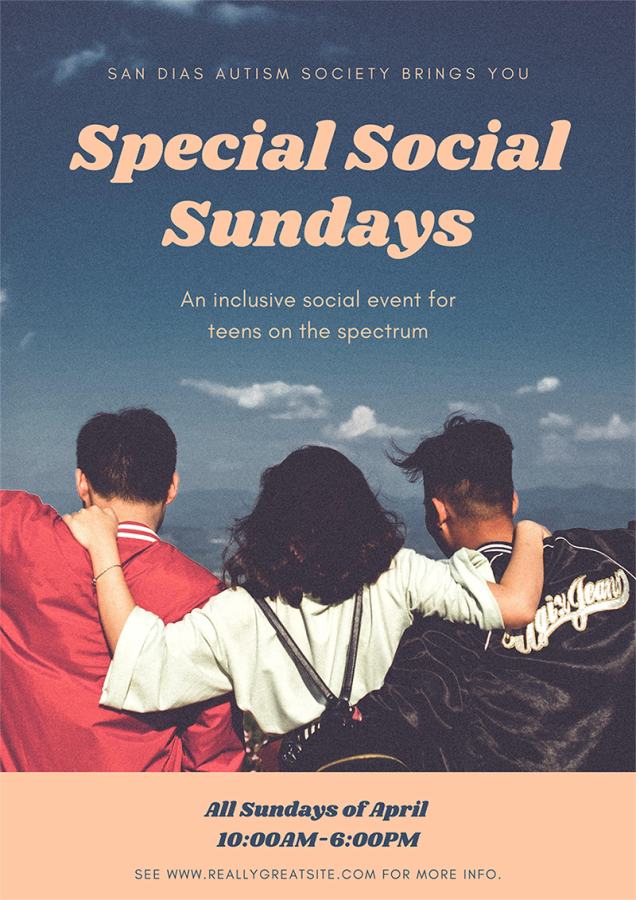 SAN DIAS AUTISM SOCIETY BRINGS YOU
Special Social
Sundays
An inclusive social event for
teens on the spectrum
All Sundays of April
10:00AM-6:00PM
SEE WWW.REALLYGREATSITE.COM FOR MORE INFO.